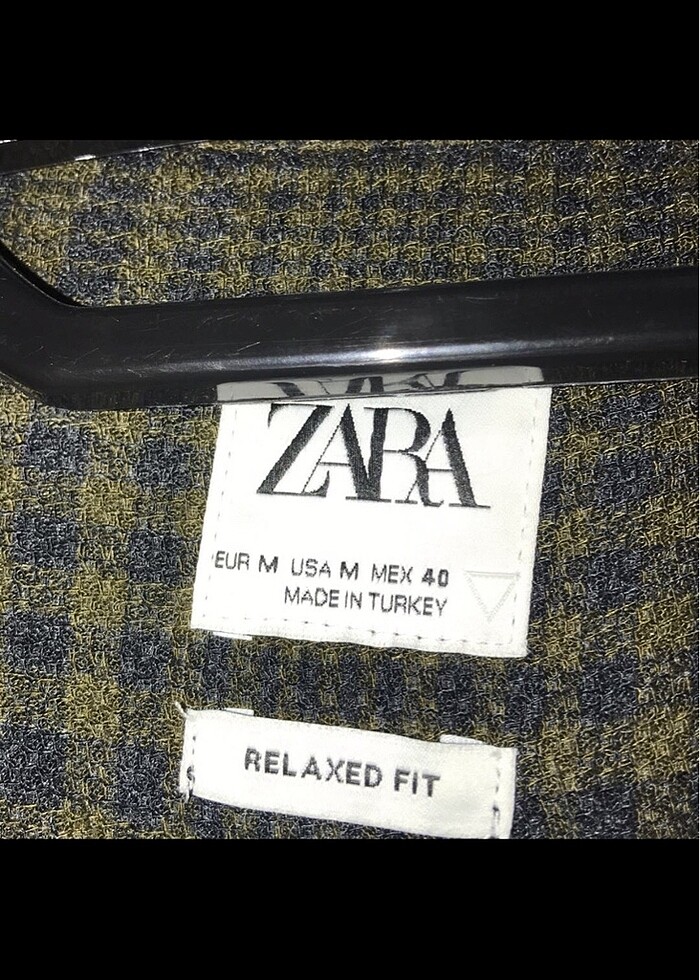 ZARA
EUR M USA M MEX 40
MADE IN TURKEY
RELAXED FIT